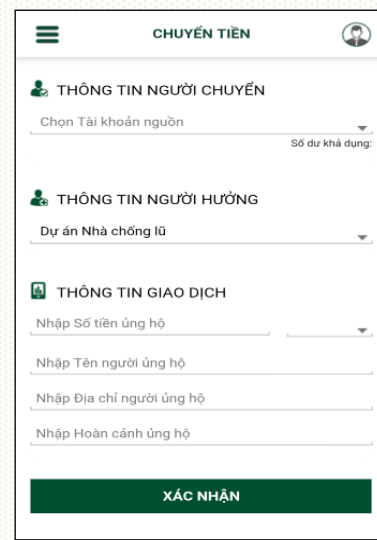 CHUYỂN TIỀN
THÔNG TIN NGƯỜI CHUYỂN
Chọn Tài khoản nguồn
Số dư khả dụng:
THÔNG TIN NGƯỜI HƯỞNG
Dự án Nhà chống lũ
THÔNG TIN GIAO DỊCH
Nhập Số tiền ủng hộ
Nhập Tên người ủng hộ
Nhập Địa chỉ người ủng hộ
Nhập Hoàn cảnh ủng hộ
XÁC NHẬN